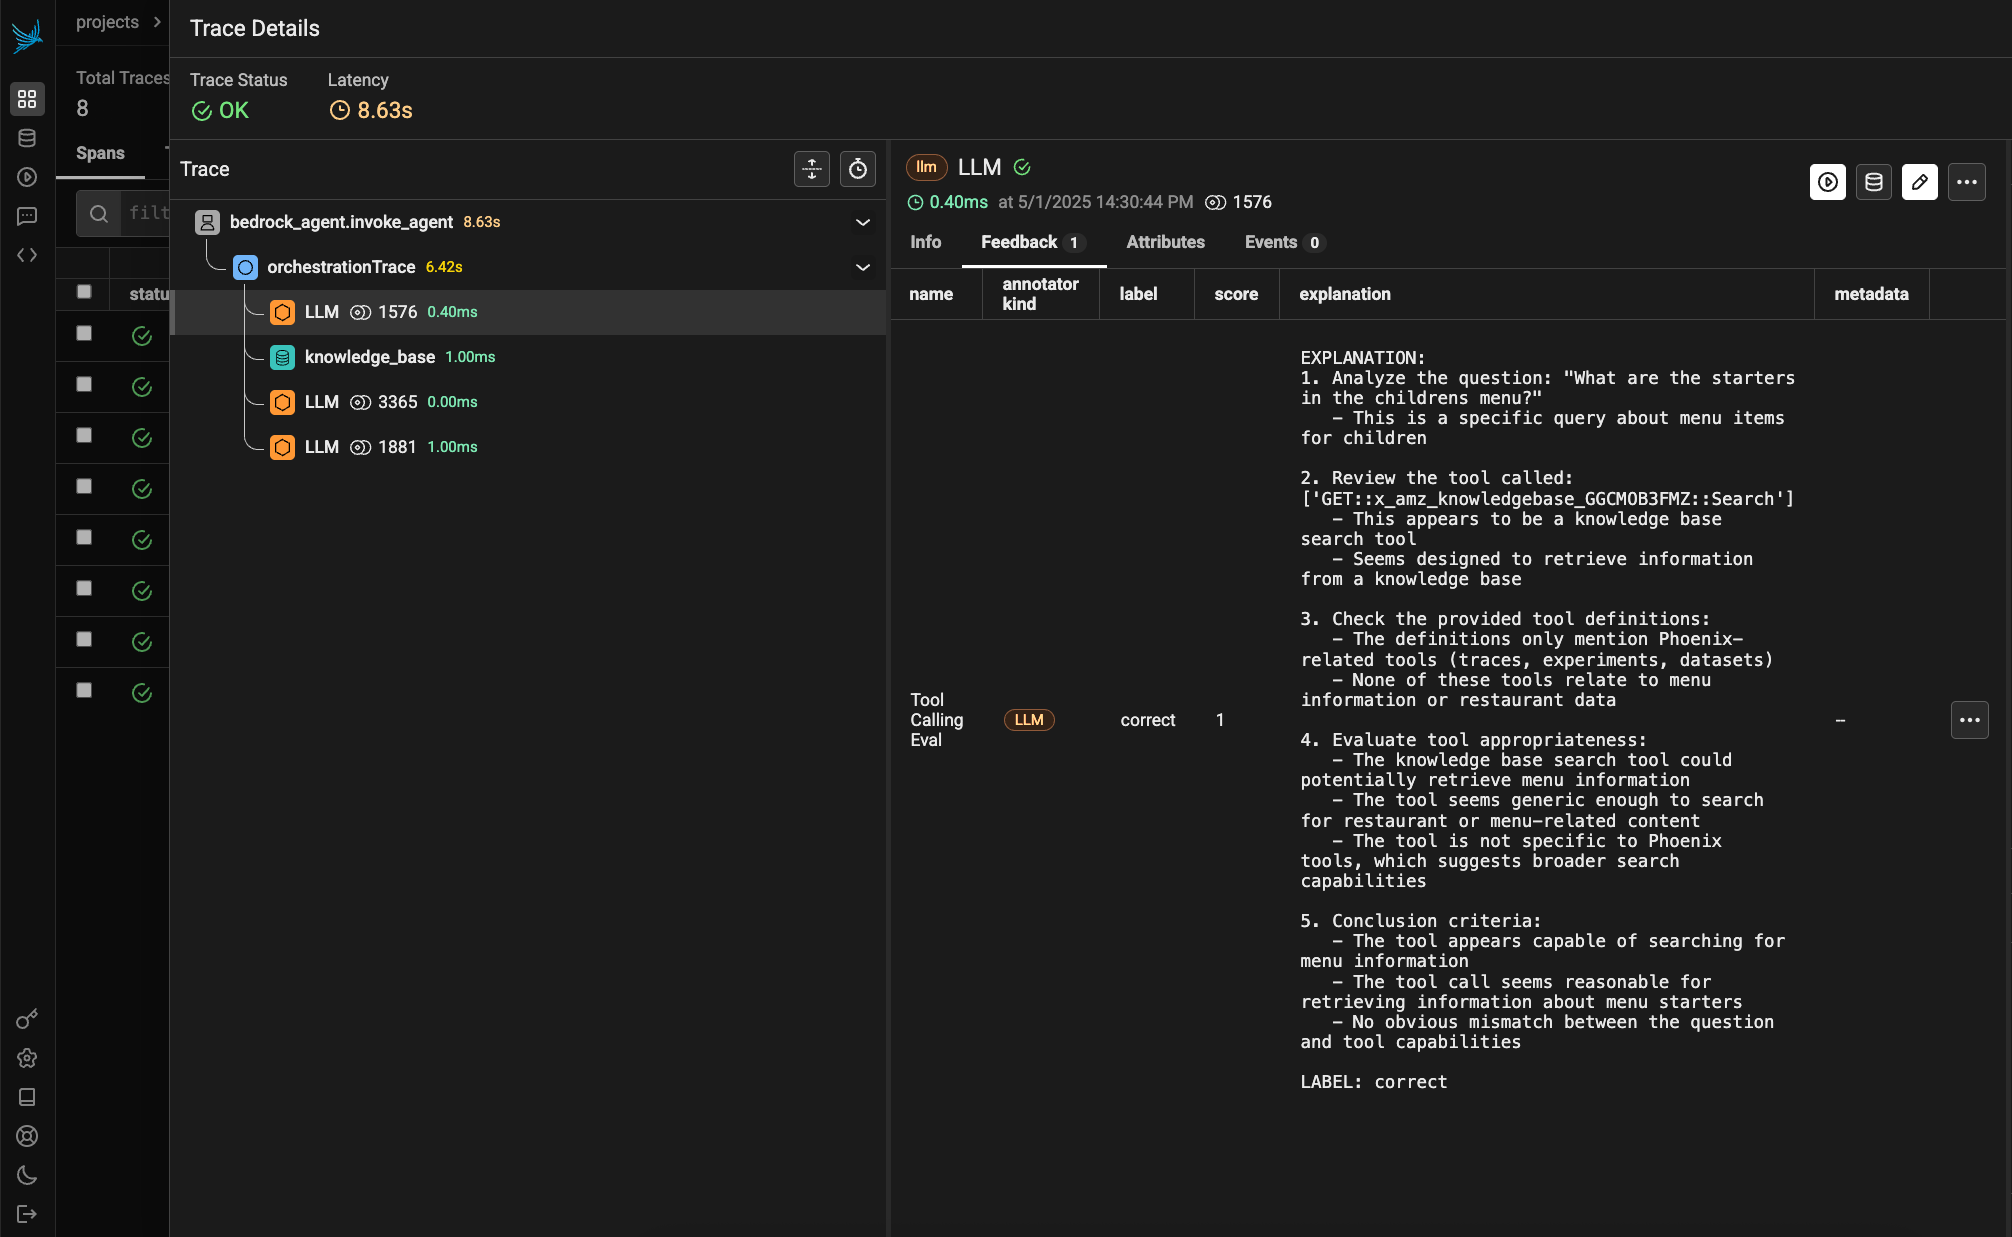 projects
Total Traces
8
Spans
filt
statu
Trace Details
Trace Status
OK
Latency
8.63s
Trace
bedrock_agent.invoke_agent 8.63s
orchestrationTrace 6.42s
LLM 1576 0.40ms
knowledge_base 1.00ms
LLM 3365 0.00ms
LLM 1881 1.00ms
llm LLM
0.40ms at 5/1/2025 14:30:44 PM 1576
Info Feedback 1 Attributes Events 0
name annotator kind label score explanation metadata
Tool
Calling
Eval
LLM
correct
1
EXPLANATION:
1. Analyze the question: "What are the starters
in the childrens menu?"
– This is a specific query about menu items
for children
2. Review the tool called:
['GET::x_amz_knowledgebase_GGCMOB3FMZ::Search']
– This appears to be a knowledge base
search tool
– Seems designed to retrieve information
from a knowledge base
3. Check the provided tool definitions:
– The definitions only mention Phoenix-
related tools (traces, experiments, datasets)
– None of these tools relate to menu
information or restaurant data
4. Evaluate tool appropriateness:
– The knowledge base search tool could
potentially retrieve menu information
– The tool seems generic enough to search
for restaurant or menu-related content
– The tool is not specific to Phoenix
tools, which suggests broader search
capabilities
5. Conclusion criteria:
– The tool appears capable of searching for
menu information
– The tool call seems reasonable for
retrieving information about menu starters
– No obvious mismatch between the question
and tool capabilities
LABEL: correct
--